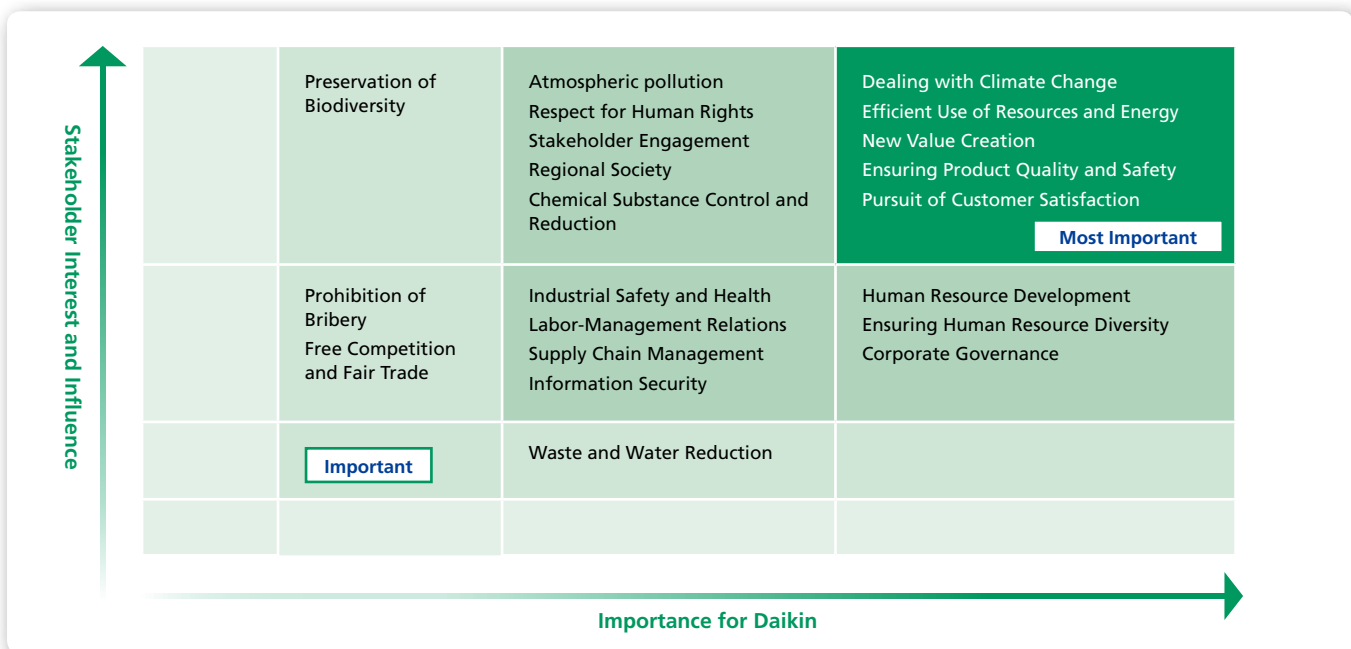 Stakeholder Interest and Influence
Preservation of
Biodiversity
Atmospheric pollution
Respect for Human Rights
Stakeholder Engagement
Regional Society
Chemical Substance Control and
Reduction
Dealing with Climate Change
Efficient Use of Resources and Energy
New Value Creation
Ensuring Product Quality and Safety
Pursuit of Customer Satisfaction
Most Important
Prohibition of
Bribery
Free Competition
and Fair Trade
Industrial Safety and Health
Labor-Management Relations
Supply Chain Management
Information Security
Human Resource Development
Ensuring Human Resource Diversity
Corporate Governance
Important
Waste and Water Reduction
Importance for Daikin